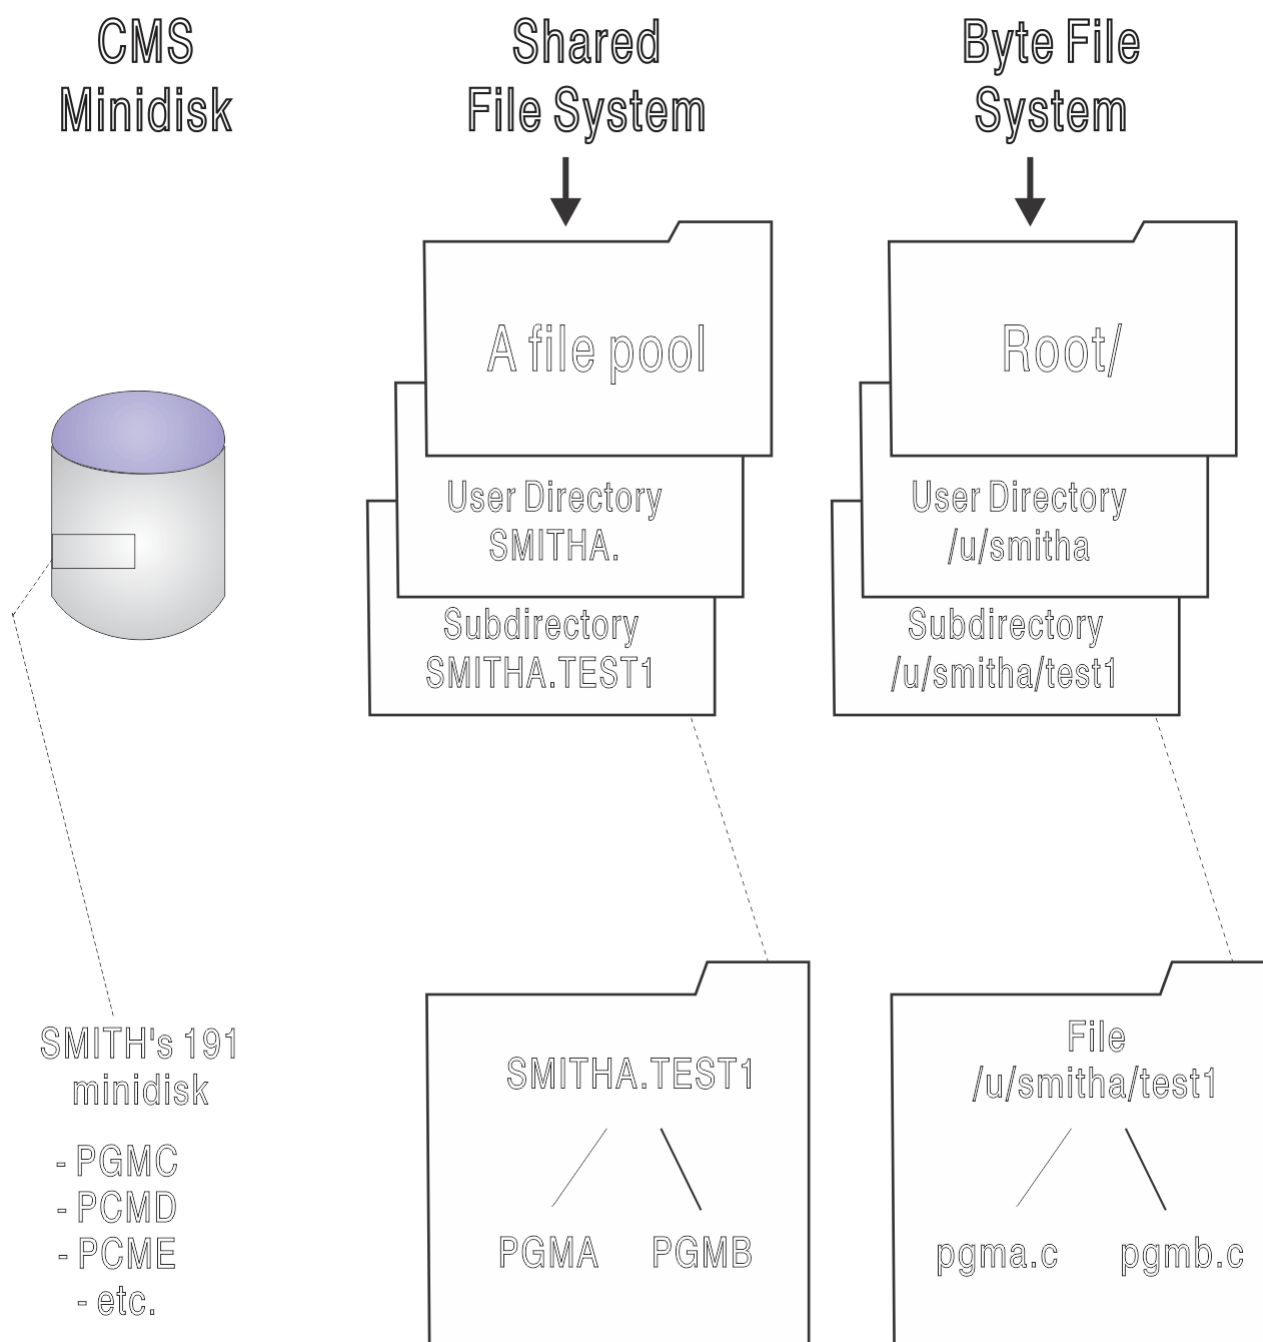 CMS
Minidisk
Shared
File System
Byte File
System
A file pool
User Directory
SMITHA.
Subdirectory
SMITHA.TEST1
Root/
User Directory
/u/smitha
Subdirectory
/u/smitha/test1
SMITH's 191
minidisk
- PGMC
- PCMD
- PCME
- etc.
SMITHA.TEST1
PGMA PGMB
File
/u/smitha/test1
pgma.c pgmb.c